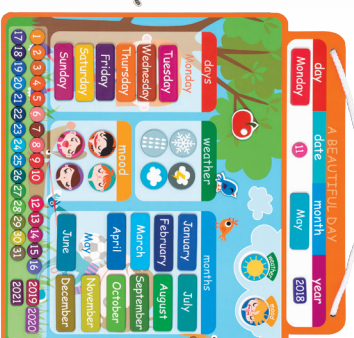 A BEAUTIFUL DAY
day date month year
Monday 11 May 2018
weather
mood
days
Monday
Tuesday
Wednesday
Thursday
Friday
Saturday
Sunday
weather
mood
months
January July
February August
March September
April October
May November
June December
1 2 3 4 5 6 7 8 9 10 12 13 14 15 16 2019 2020
17 18 19 20 21 22 23 24 25 26 27 28 29 30 31 2021